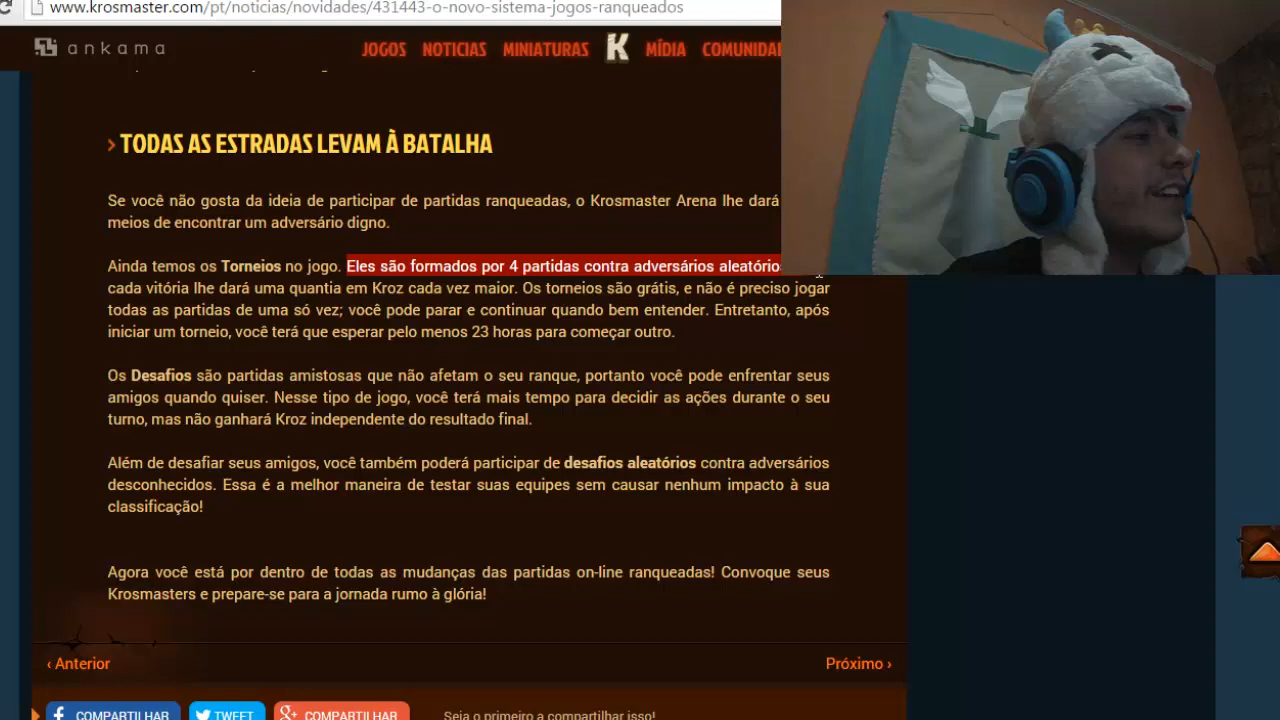 www.krosmaster.com/pt/noticias/novidades/431443-o-novo-sistema-jogos-ranqueados
ankama JOGOS NOTICIAS MINIATURAS K MÍDIA
TODAS AS ESTRADAS LEVAM À BATALHA
Se você não gosta da ideia de participar de partidas ranqueadas, o Krosmaster Arena lhe dará
meios de encontrar um adversário digno.
Ainda temos os Torneios no jogo. Eles são formados por 4 partidas contra adversários
cada vitória lhe dará uma quantia em Kroz cada vez maior. Os torneios são grátis, e não é preciso jogar
todas as partidas de uma só vez; você pode parar e continuar quando bem entender. Entretanto, após
iniciar um torneio, você terá que esperar pelo menos 23 horas para começar outro.
Os Desafios são partidas amistosas que não afetam o seu ranque, portanto você pode enfrentar seus
amigos quando quiser. Nesse tipo de jogo, você terá mais tempo para decidir as ações durante o seu
turno, mas não ganhará Kroz independente do resultado final.
Além de desafiar seus amigos, você também poderá participar de desafios aleatórios contra adversários
desconhecidos. Essa é a melhor maneira de testar suas equipes sem causar nenhum impacto à sua
classificação!
Agora você está por dentro de todas as mudanças das partidas on-line ranqueadas! Convoque seus
Krosmasters e prepare-se para a jornada rumo à glória!
‹ Anterior Próximo ›
COMPARTILHAR TWEET COMPARTILHAR Seja o primeiro a compartilhar isso!